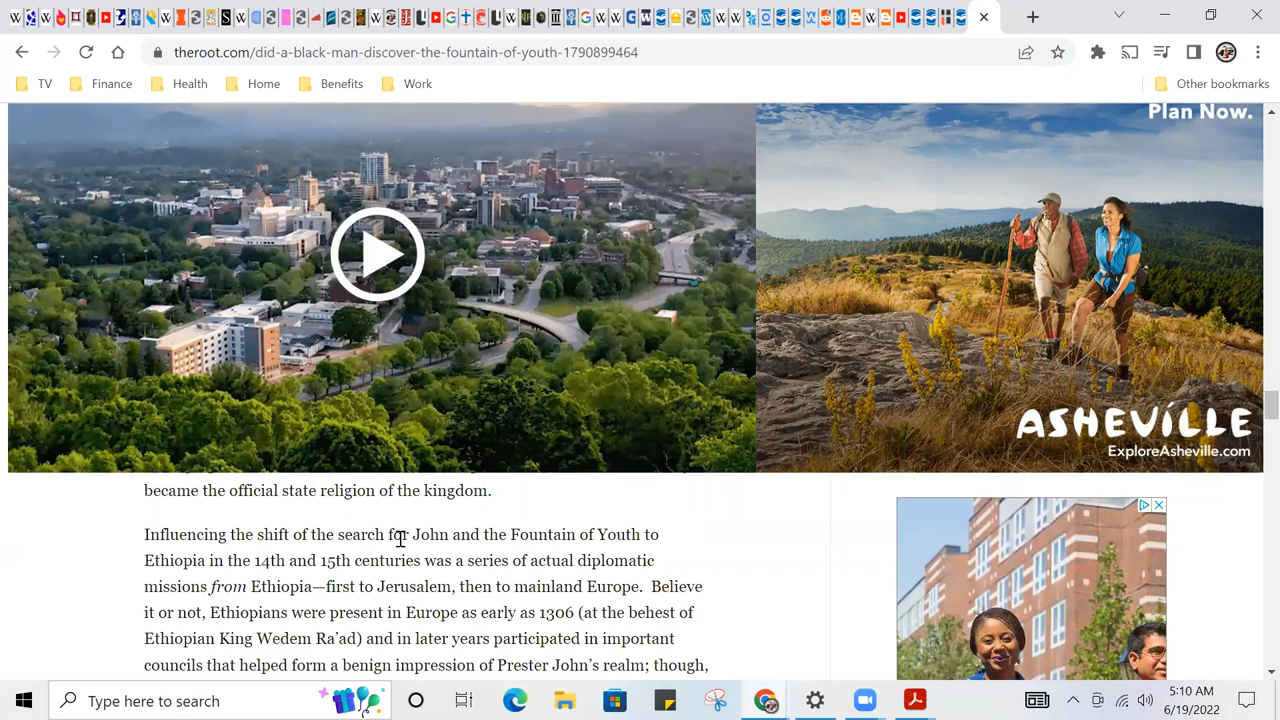 theroot.com/did-a-black-man-discover-the-fountain-of-youth-1790899464
TV
Finance
Health
Home
Benefits
Work
Other bookmarks
Plan Now.
ASHEVILLE
ExploreAsheville.com
became the official state religion of the kingdom.
Influencing the shift of the search for John and the Fountain of Youth to
Ethiopia in the 14th and 15th centuries was a series of actual diplomatic
missions from Ethiopia—first to Jerusalem, then to mainland Europe. Believe
it or not, Ethiopians were present in Europe as early as 1306 (at the behest of
Ethiopian King Wedem Ra'ad) and in later years participated in important
councils that helped form a benign impression of Prester John's realm; though,
Type here to search
5:10 AM
6/19/2022